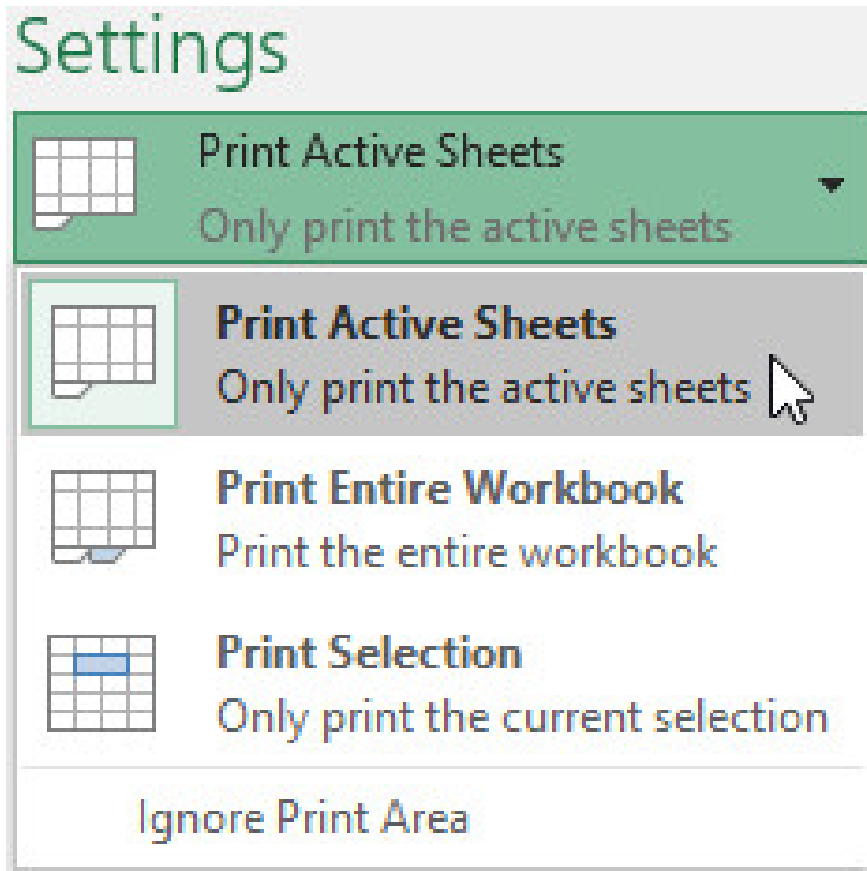 Settings
Print Active Sheets
Only print the active sheets
Print Active Sheets
Only print the active sheets
Print Entire Workbook
Print the entire workbook
Print Selection
Only print the current selection
Ignore Print Area